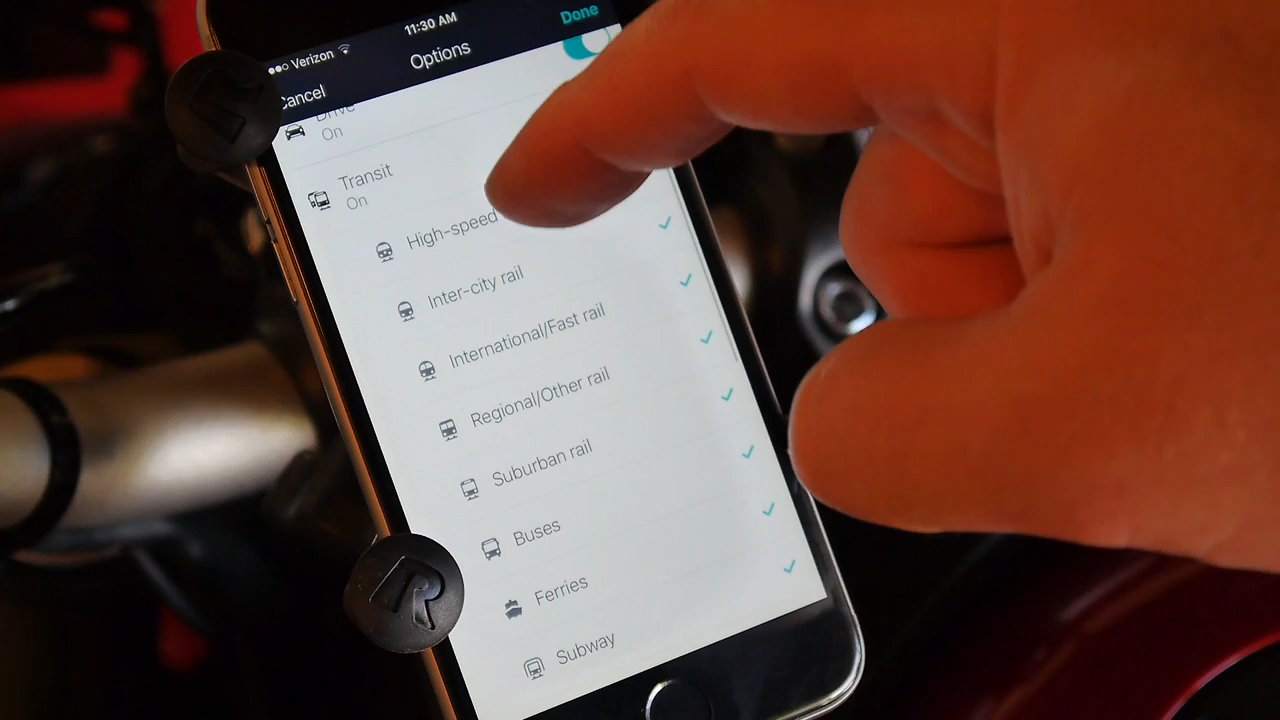 Verizon
11:30 AM
Cancel
Options
Done
Drive
On
Transit
On
High-speed
Inter-city rail
International/Fast rail
Regional/Other rail
Suburban rail
Buses
Ferries
Subway
R
R